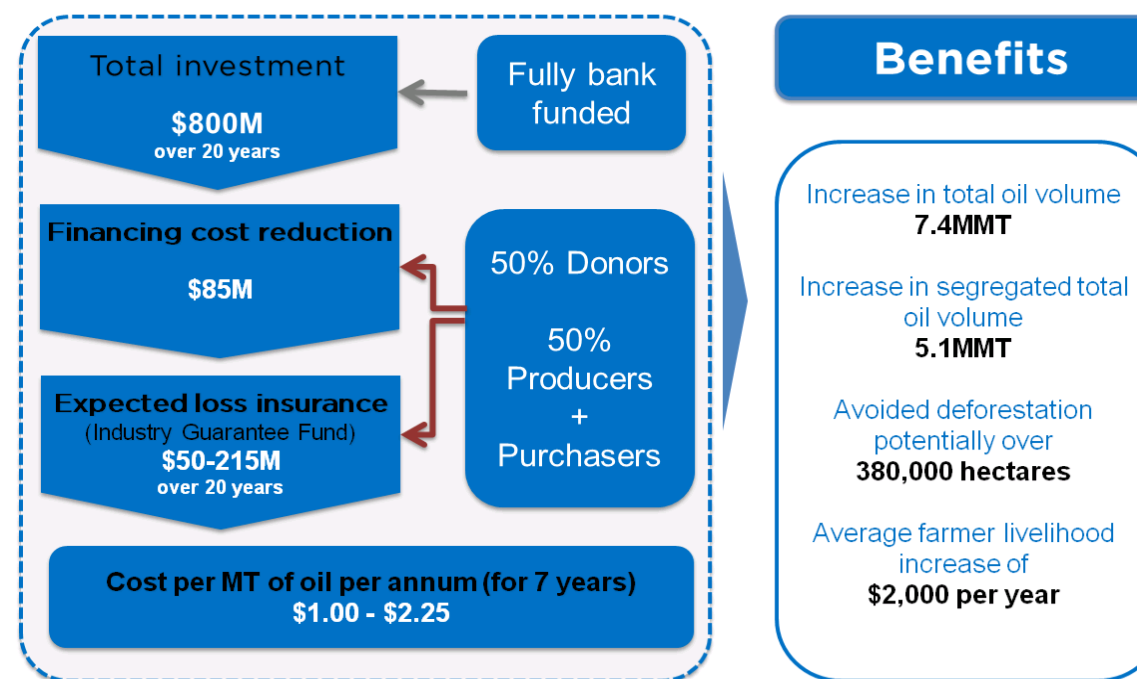 Total investment
$800M
over 20 years
Fully bank
funded
Financing cost reduction
$85M
50% Donors
50%
Producers
+
Purchasers
Expected loss insurance
(Industry Guarantee Fund)
$50-215M
over 20 years
Cost per MT of oil per annum (for 7 years)
$1.00 - $2.25
Benefits
Increase in total oil volume
7.4MMT
Increase in segregated total
oil volume
5.1MMT
Avoided deforestation
potentially over
380,000 hectares
Average farmer livelihood
increase of
$2,000 per year